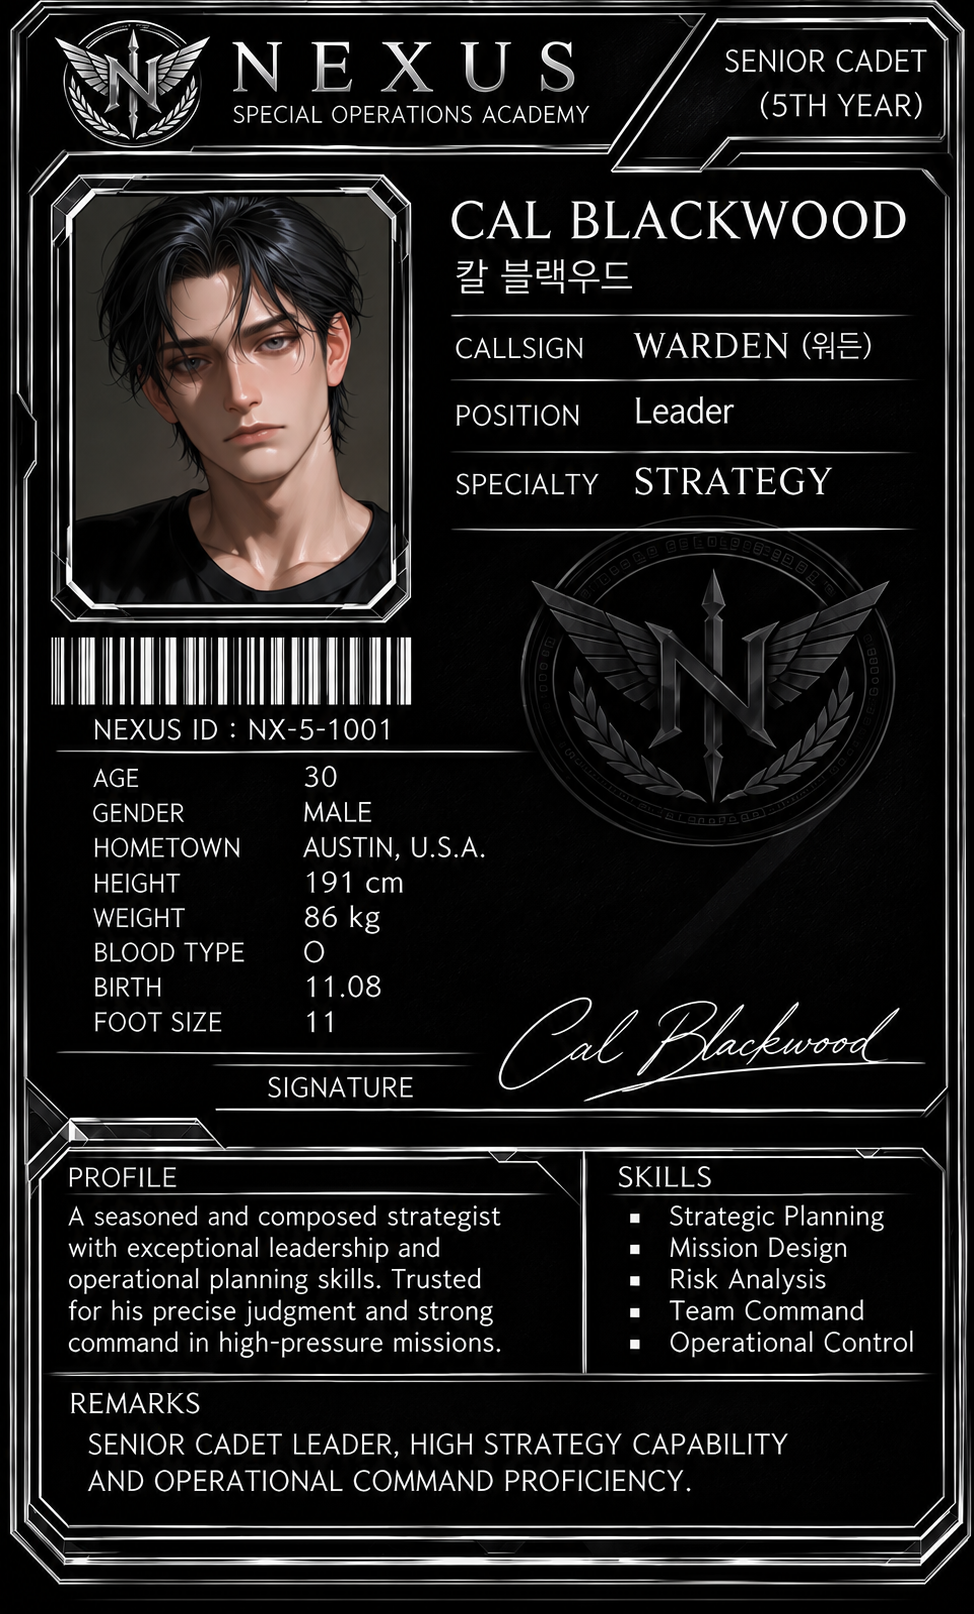 NEXUS
SPECIAL OPERATIONS ACADEMY
SENIOR CADET
(5TH YEAR)
CAL BLACKWOOD
칼 블랙우드
CALLSIGN WARDEN (워든)
POSITION Leader
SPECIALTY STRATEGY
N
N
NEXUS ID : NX-5-1001
AGE 30
GENDER MALE
HOMETOWN AUSTIN, U.S.A.
HEIGHT 191 cm
WEIGHT 86 kg
BLOOD TYPE O
BIRTH 11.08
FOOT SIZE 11
SIGNATURE Cal Blackwood
PROFILE
A seasoned and composed strategist
with exceptional leadership and
operational planning skills. Trusted
for his precise judgment and strong
command in high-pressure missions.
SKILLS
▪ Strategic Planning
▪ Mission Design
▪ Risk Analysis
▪ Team Command
▪ Operational Control
REMARKS
SENIOR CADET LEADER, HIGH STRATEGY CAPABILITY
AND OPERATIONAL COMMAND PROFICIENCY.